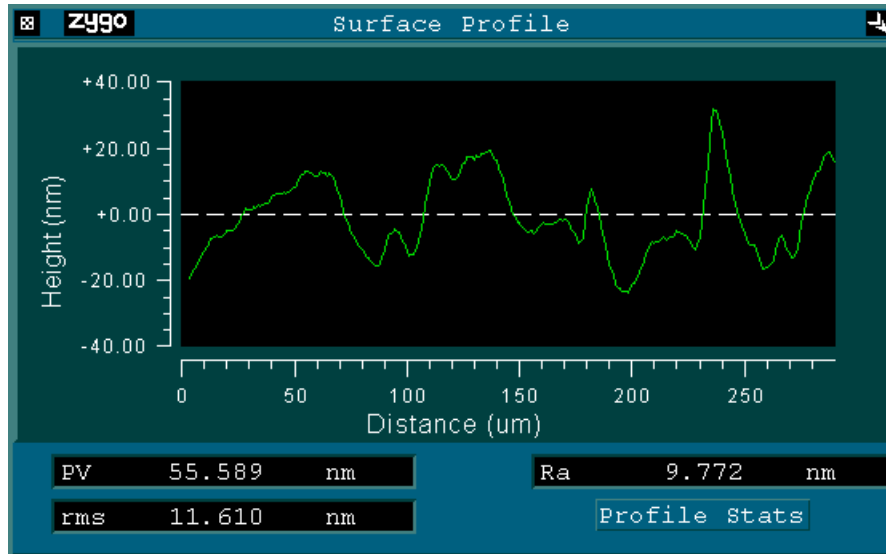 zygo Surface Profile
+40.00
+20.00
+0.00
-20.00
-40.00
Height (nm)
0 50 100 150 200 250
Distance (um)
PV 55.589 nm Ra 9.772 nm
rms 11.610 nm Profile Stats